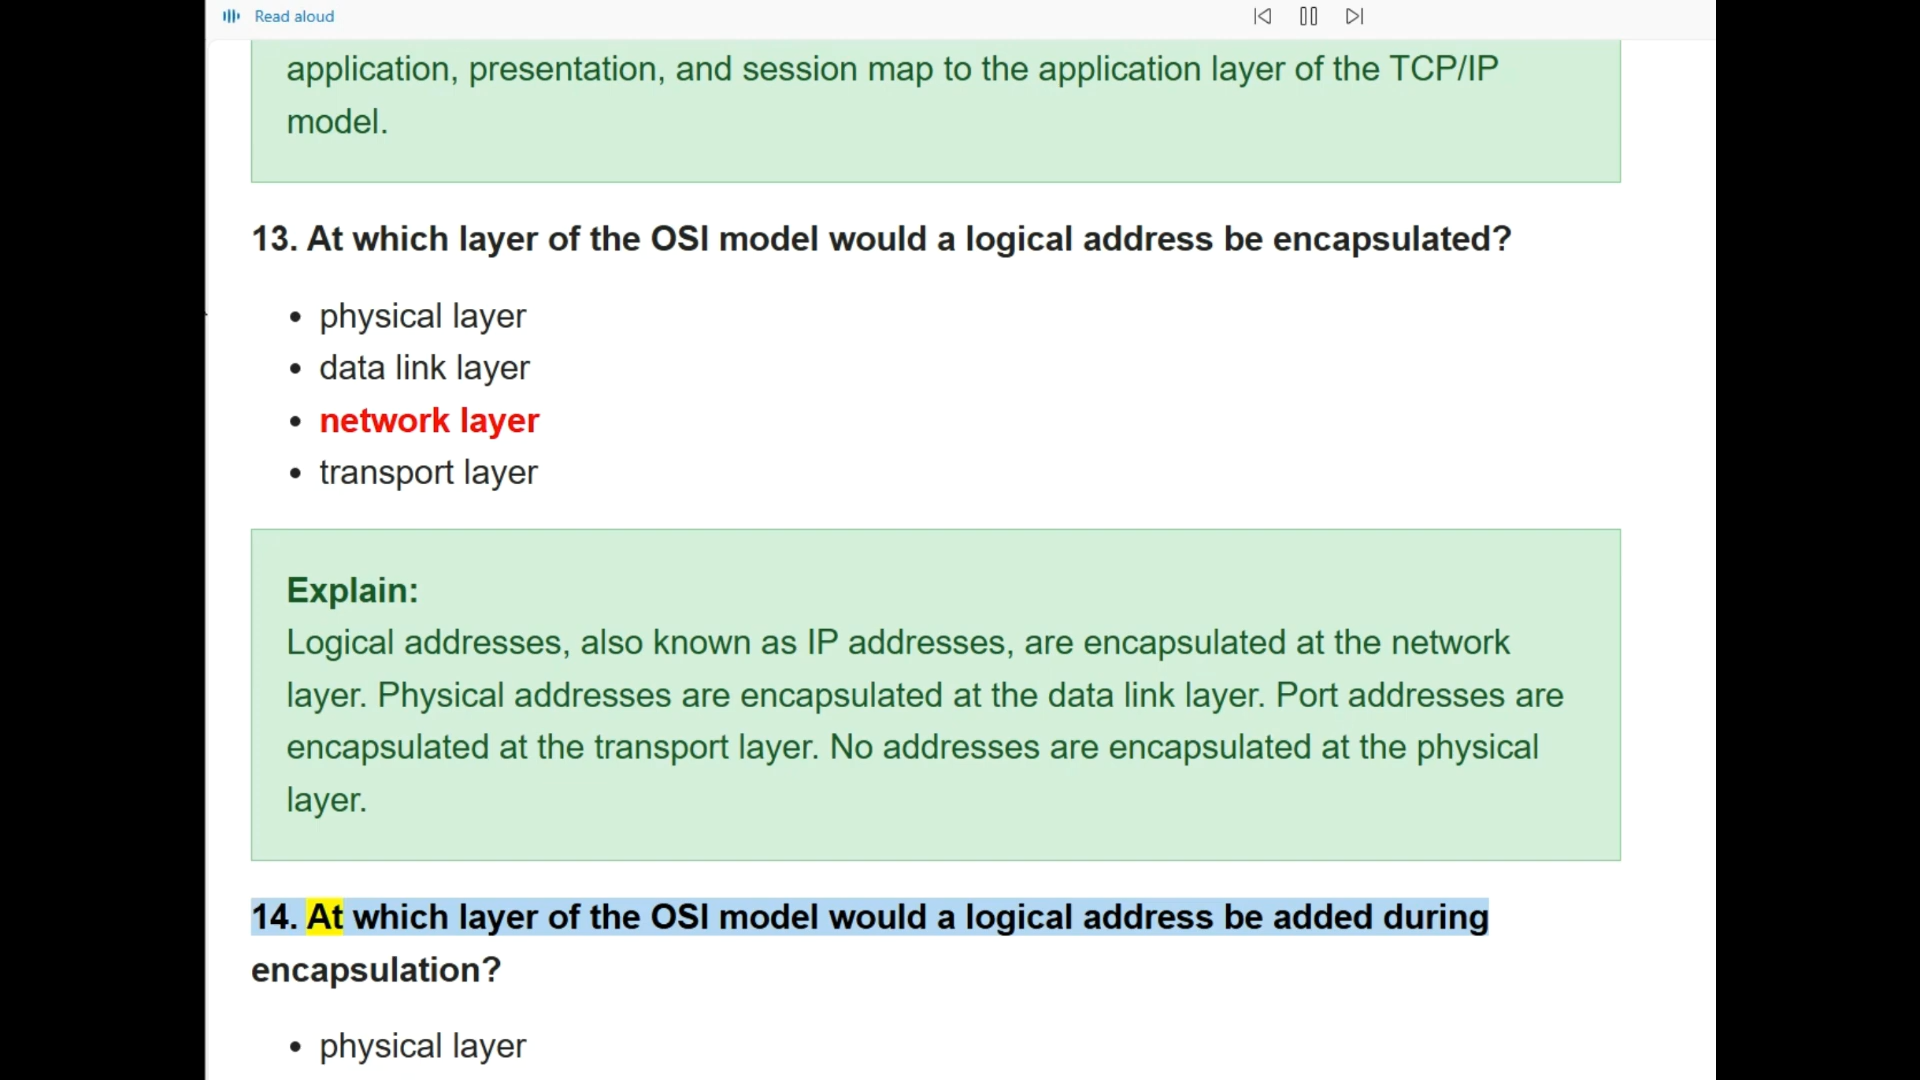 Read aloud
application, presentation, and session map to the application layer of the TCP/IP
model.
13. At which layer of the OSI model would a logical address be encapsulated?
• physical layer
• data link layer
• network layer
• transport layer
Explain:
Logical addresses, also known as IP addresses, are encapsulated at the network
layer. Physical addresses are encapsulated at the data link layer. Port addresses are
encapsulated at the transport layer. No addresses are encapsulated at the physical
layer.
14. At which layer of the OSI model would a logical address be added during
encapsulation?
• physical layer